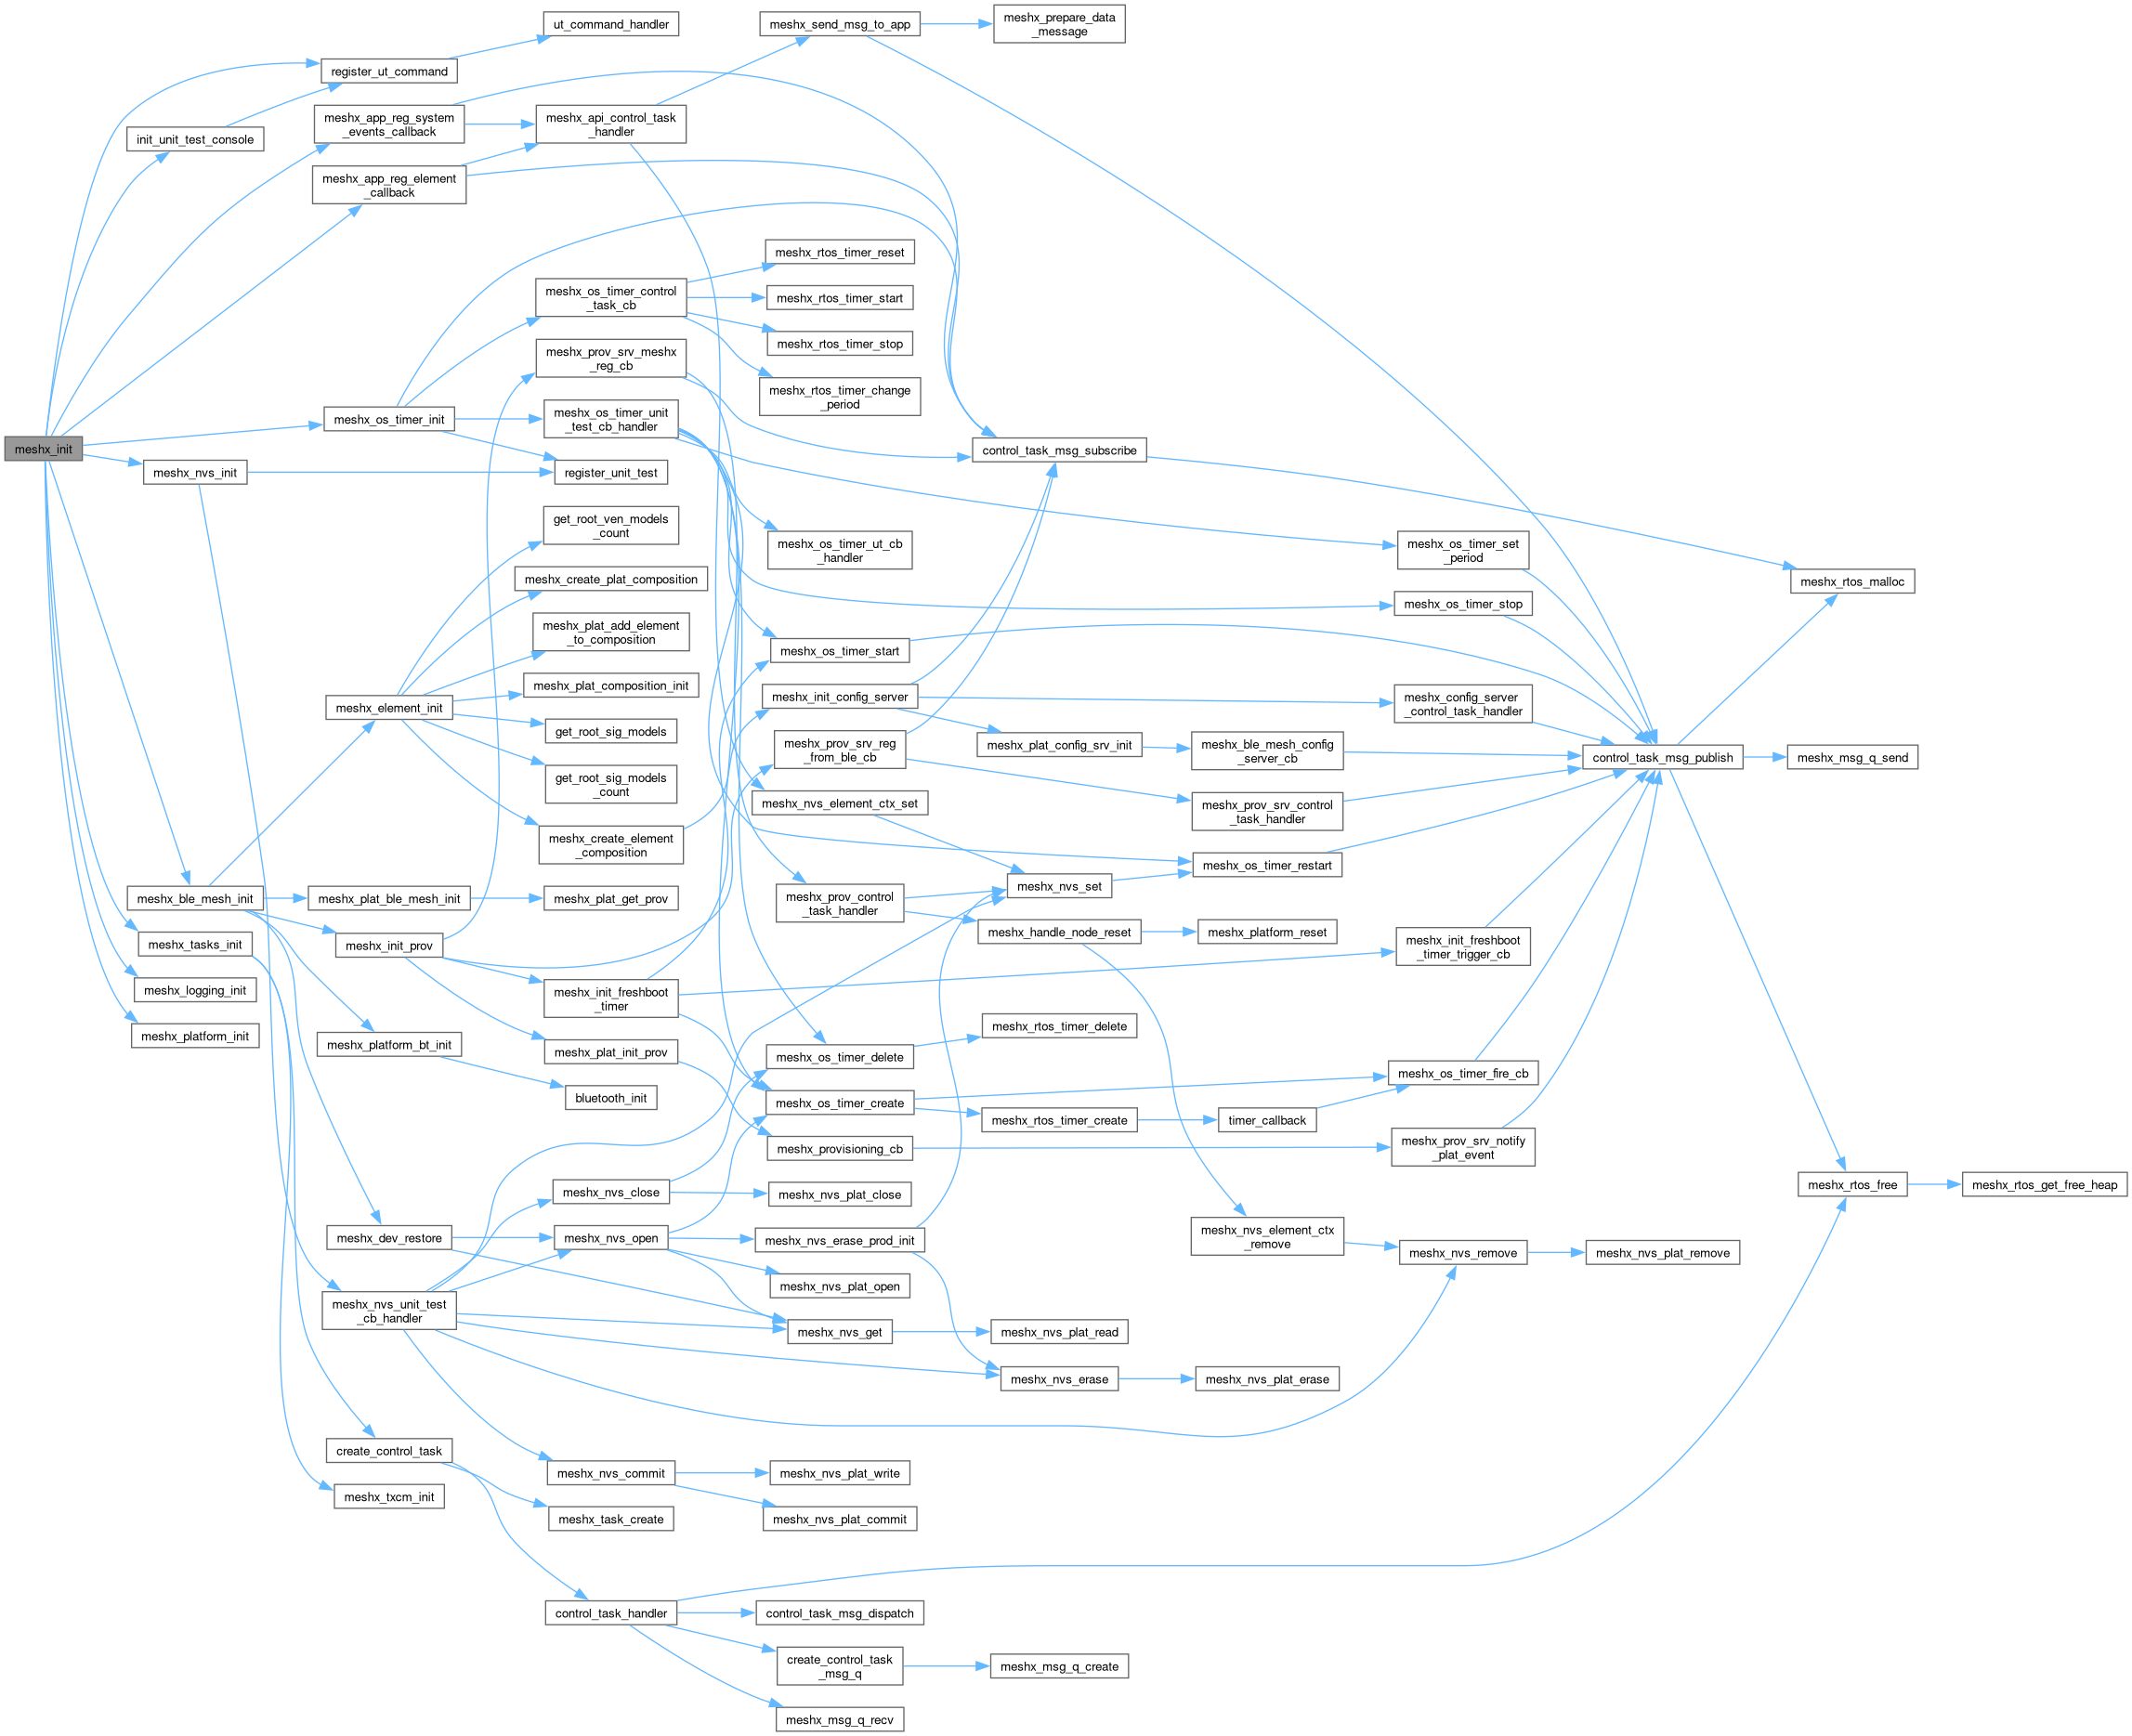 meshx_init
register_ut_command
ut_command_handler
init_unit_test_console
meshx_app_reg_system
_events_callback
meshx_app_reg_element
_callback
meshx_api_control_task
_handler
meshx_send_msg_to_app
meshx_prepare_data
_message
meshx_os_timer_init
meshx_nvs_init
meshx_os_timer_control
_task_cb
meshx_rtos_timer_reset
meshx_rtos_timer_start
meshx_rtos_timer_stop
meshx_rtos_timer_change
_period
meshx_prov_srv_meshx
_reg_cb
meshx_os_timer_unit
_test_cb_handler
register_unit_test
control_task_msg_subscribe
get_root_ven_models
_count
meshx_create_plat_composition
meshx_plat_add_element
_to_composition
meshx_plat_composition_init
get_root_sig_models
get_root_sig_models
_count
meshx_create_element
_composition
meshx_element_init
meshx_os_timer_ut_cb
_handler
meshx_os_timer_set
_period
meshx_os_timer_stop
meshx_rtos_malloc
meshx_os_timer_start
meshx_init_config_server
meshx_config_server
_control_task_handler
meshx_prov_srv_reg
_from_ble_cb
meshx_plat_config_srv_init
meshx_ble_mesh_config
_server_cb
control_task_msg_publish
meshx_msg_q_send
meshx_nvs_element_ctx_set
meshx_prov_srv_control
_task_handler
meshx_os_timer_restart
meshx_nvs_set
meshx_prov_control
_task_handler
meshx_handle_node_reset
meshx_platform_reset
meshx_init_freshboot
_timer_trigger_cb
meshx_ble_mesh_init
meshx_plat_ble_mesh_init
meshx_plat_get_prov
meshx_tasks_init
meshx_init_prov
meshx_logging_init
meshx_init_freshboot
_timer
meshx_platform_init
meshx_platform_bt_init
meshx_plat_init_prov
bluetooth_init
meshx_rtos_timer_delete
meshx_os_timer_delete
meshx_os_timer_create
meshx_rtos_timer_create
timer_callback
meshx_os_timer_fire_cb
meshx_provisioning_cb
meshx_prov_srv_notify
_plat_event
meshx_rtos_free
meshx_rtos_get_free_heap
meshx_nvs_close
meshx_nvs_plat_close
meshx_dev_restore
meshx_nvs_open
meshx_nvs_erase_prod_init
meshx_nvs_plat_open
meshx_nvs_element_ctx
_remove
meshx_nvs_remove
meshx_nvs_plat_remove
meshx_nvs_unit_test
_cb_handler
meshx_nvs_get
meshx_nvs_plat_read
meshx_nvs_erase
meshx_nvs_plat_erase
create_control_task
meshx_nvs_commit
meshx_nvs_plat_write
meshx_nvs_plat_commit
meshx_txcm_init
meshx_task_create
control_task_handler
control_task_msg_dispatch
create_control_task
_msg_q
meshx_msg_q_create
meshx_msg_q_recv